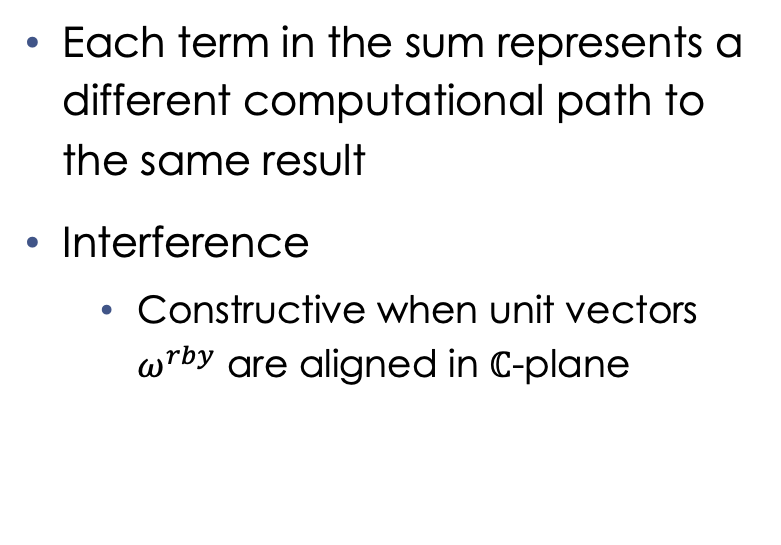 • Each term in the sum represents a
different computational path to
the same result
• Interference
• Constructive when unit vectors
𝜔ʳᵇʸ are aligned in ℂ-plane